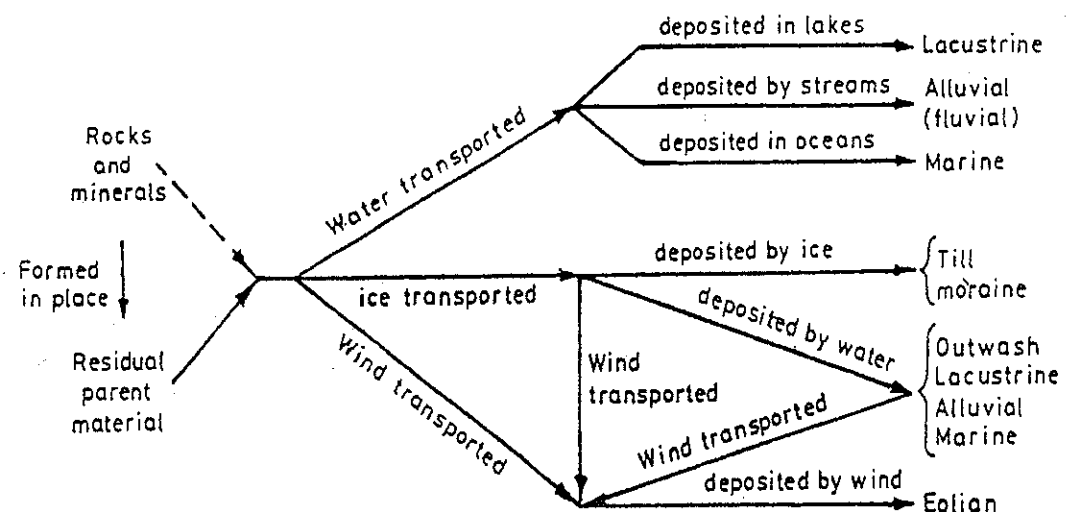 deposited in lakes
Lacustrine
deposited by streams
Alluvial
(fluvial)
deposited in oceans
Marine
Water transported
Rocks
and
minerals
Formed
in place
Residual
parent
material
ice transported
deposited by ice
Till
moraine
deposited by water
Wind transported
Wind
transported
Outwash
Lacustrine
Alluvial
Marine
Wind transported
deposited by wind
Eolian